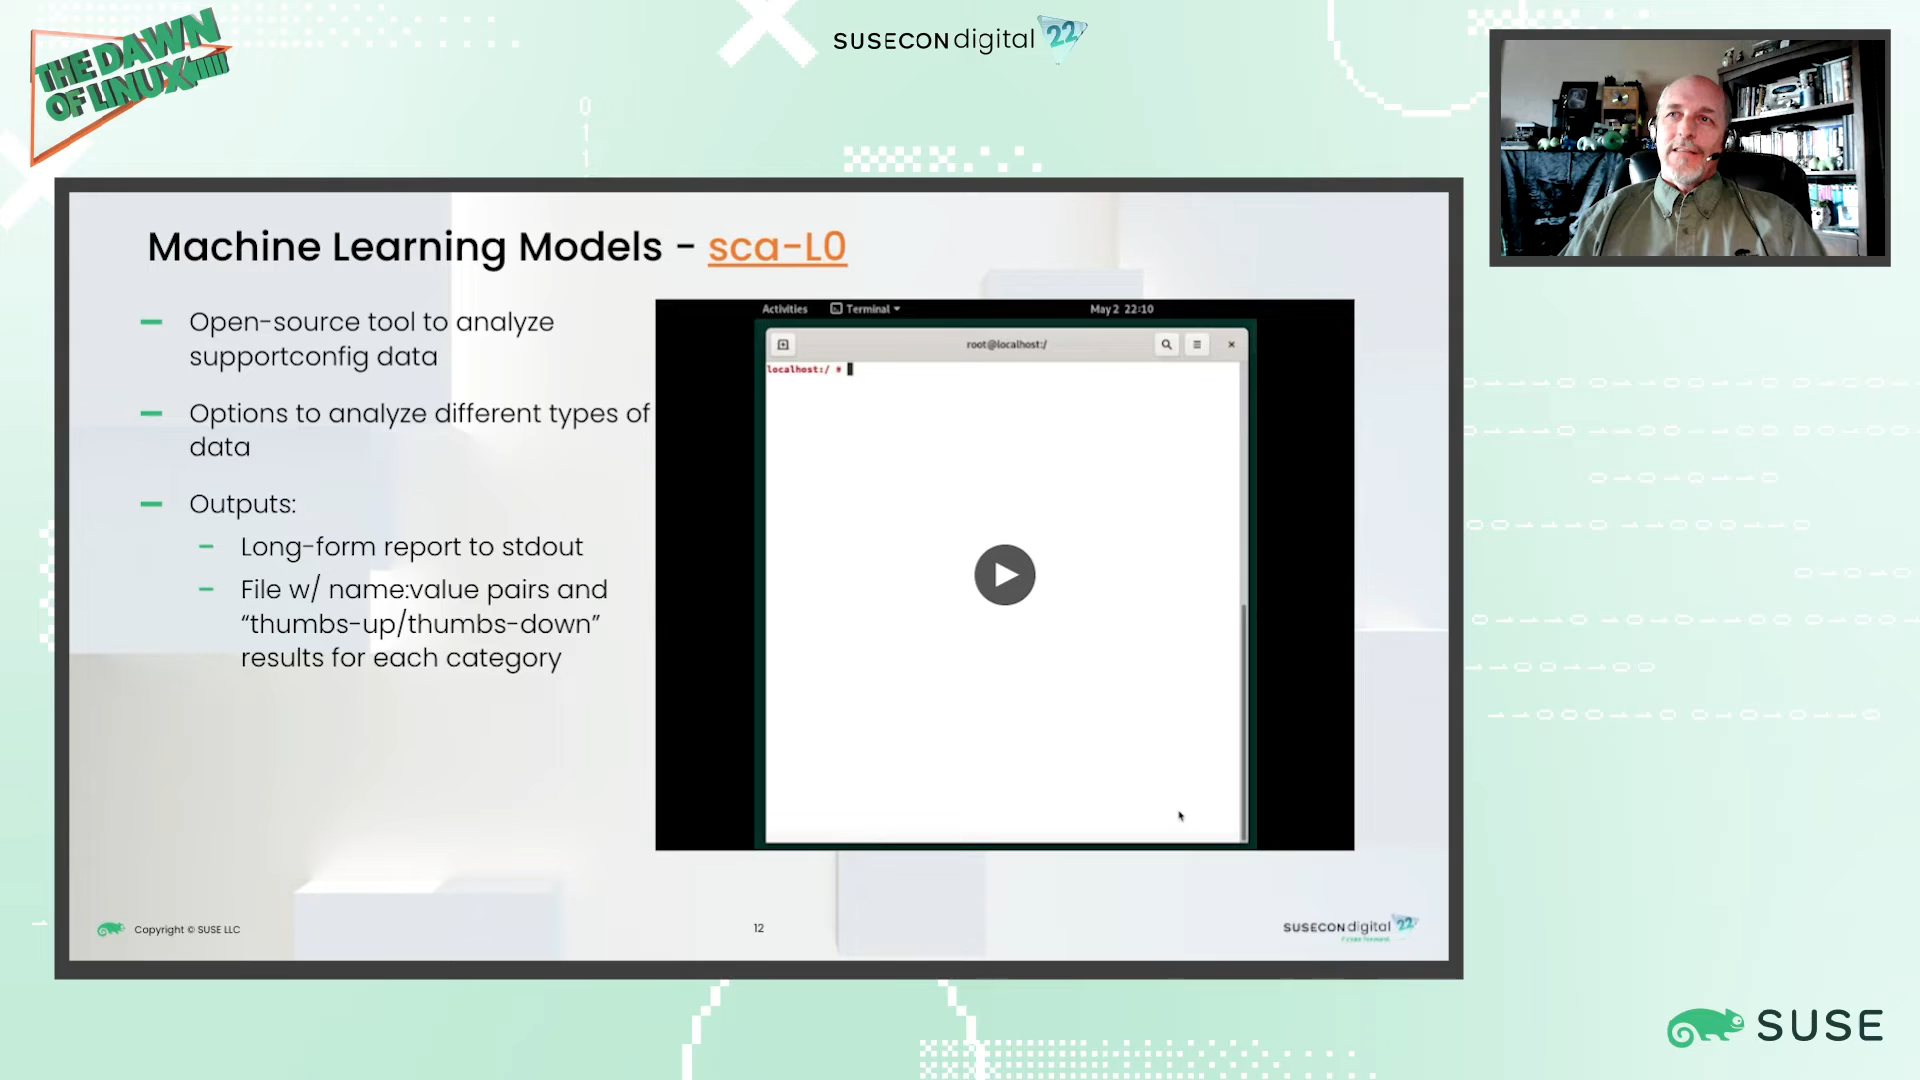 THE DAWN
OF LINUX
SUSECON digital 22
0
1
1
Machine Learning Models - sca-L0
Open-source tool to analyze
supportconfig data
Options to analyze different types of
data
Outputs:
Long-form report to stdout
File w/ name:value pairs and
“thumbs-up/thumbs-down”
results for each category
Activities Terminal May 2 22:10
root@localhost:/
localhost:/ #
Copyright © SUSE LLC
12
SUSECON digital 22
SUSE